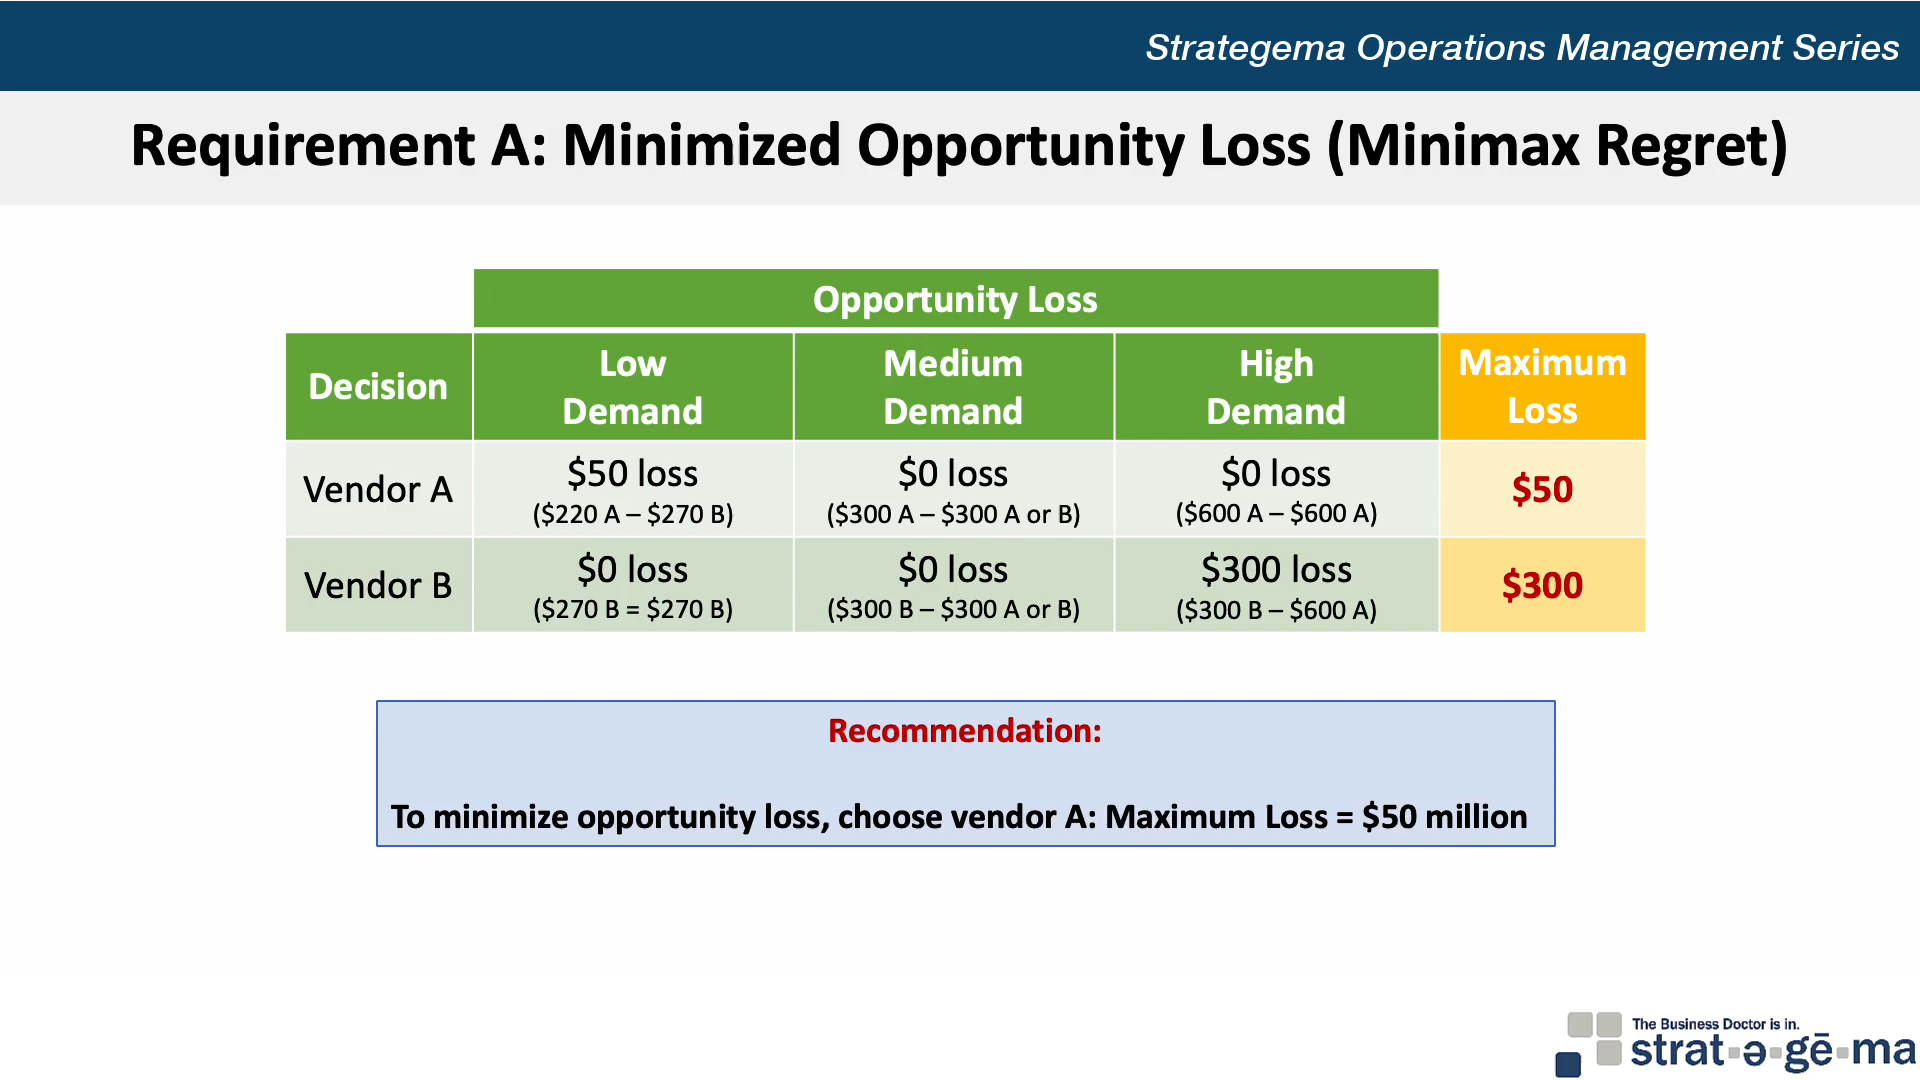 Strategema Operations Management Series
Requirement A: Minimized Opportunity Loss (Minimax Regret)
Opportunity Loss
Decision
Low
Demand
Medium
Demand
High
Demand
Maximum
Loss
Vendor A
$50 loss
($220 A – $270 B)
$0 loss
($300 A – $300 A or B)
$0 loss
($600 A – $600 A)
$50
Vendor B
$0 loss
($270 B = $270 B)
$0 loss
($300 B – $300 A or B)
$300 loss
($300 B – $600 A)
$300
Recommendation:
To minimize opportunity loss, choose vendor A: Maximum Loss = $50 million
The Business Doctor is in.
strat▪ə▪gē▪ma